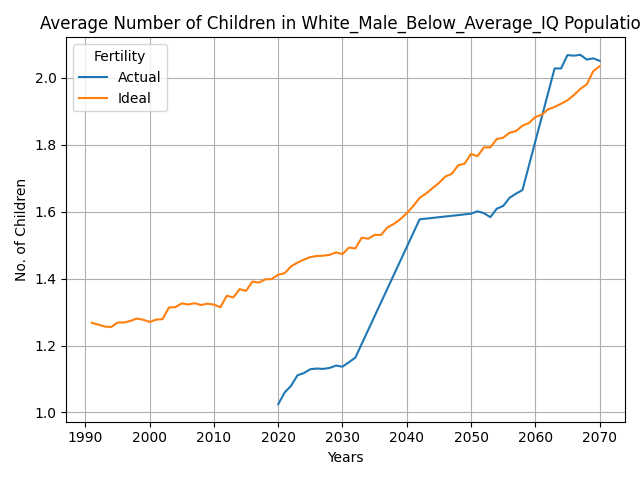 Average Number of Children in White_Male_Below_Average_IQ Populatio
Fertility
Actual
Ideal
No. of Children
2.0
1.8
1.6
1.4
1.2
1.0
1990 2000 2010 2020 2030 2040 2050 2060 2070
Years